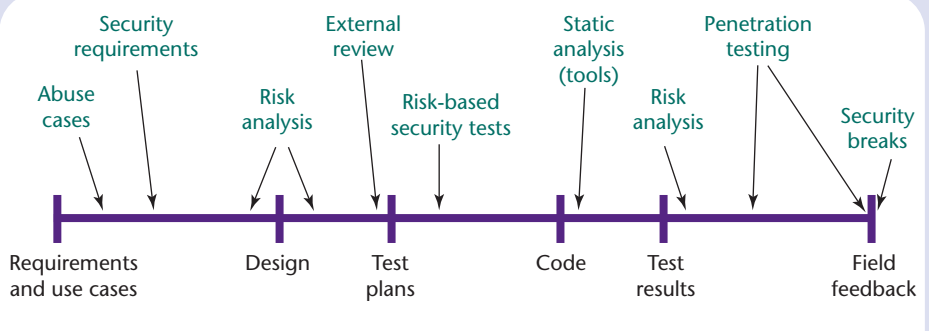 Security
requirements
External
review
Static
analysis
(tools)
Penetration
testing
Abuse
cases
Risk
analysis
Risk-based
security tests
Risk
analysis
Security
breaks
Requirements
and use cases
Design
Test
plans
Code
Test
results
Field
feedback